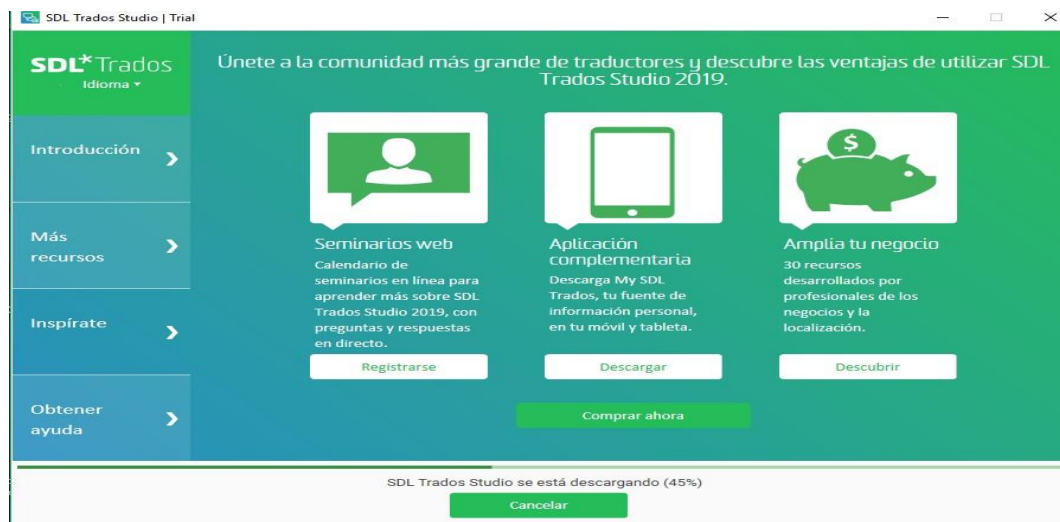 SDL Trados Studio | Trial
SDL* Trados
Idioma
Introducción
Más
recursos
Inspírate
Obtener
ayuda
Únete a la comunidad más grande de traductores y descubre las ventajas de utilizar SDL
Trados Studio 2019.
Seminarios web
Calendario de
seminarios en línea para
aprender más sobre SDL
Trados Studio 2019, con
preguntas y respuestas
en directo.
Registrarse
Aplicación
complementaria
Descarga My SDL
Trados, tu fuente de
información personal,
en tu móvil y tableta.
Descargar
$
Amplía tu negocio
30 recursos
desarrollados por
profesionales de los
negocios y la
localización.
Descubrir
Comprar ahora
SDL Trados Studio se está descargando (45%)
Cancelar